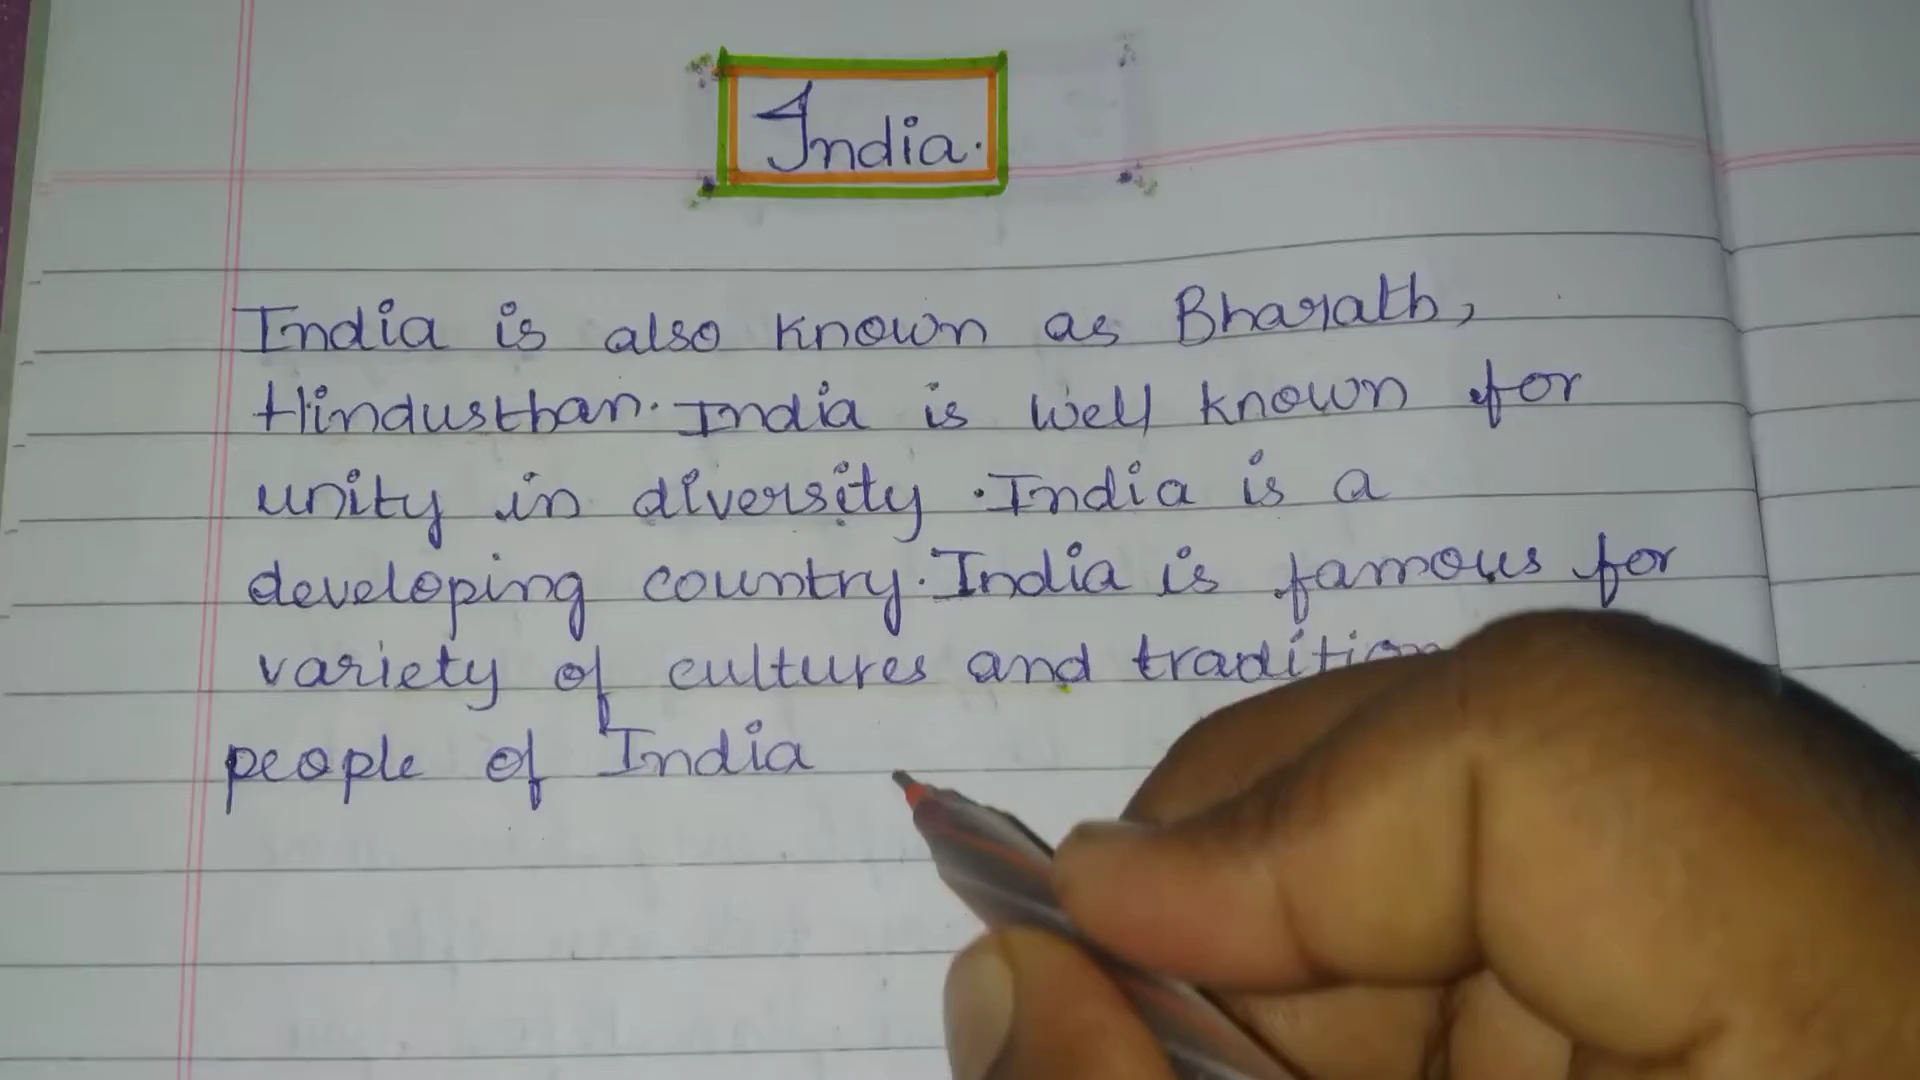 India.
India is also known as Bharath,
Hindusthan. India is well known for
unity in diversity. India is a
developing country. India is famous for
variety of cultures and
people of India